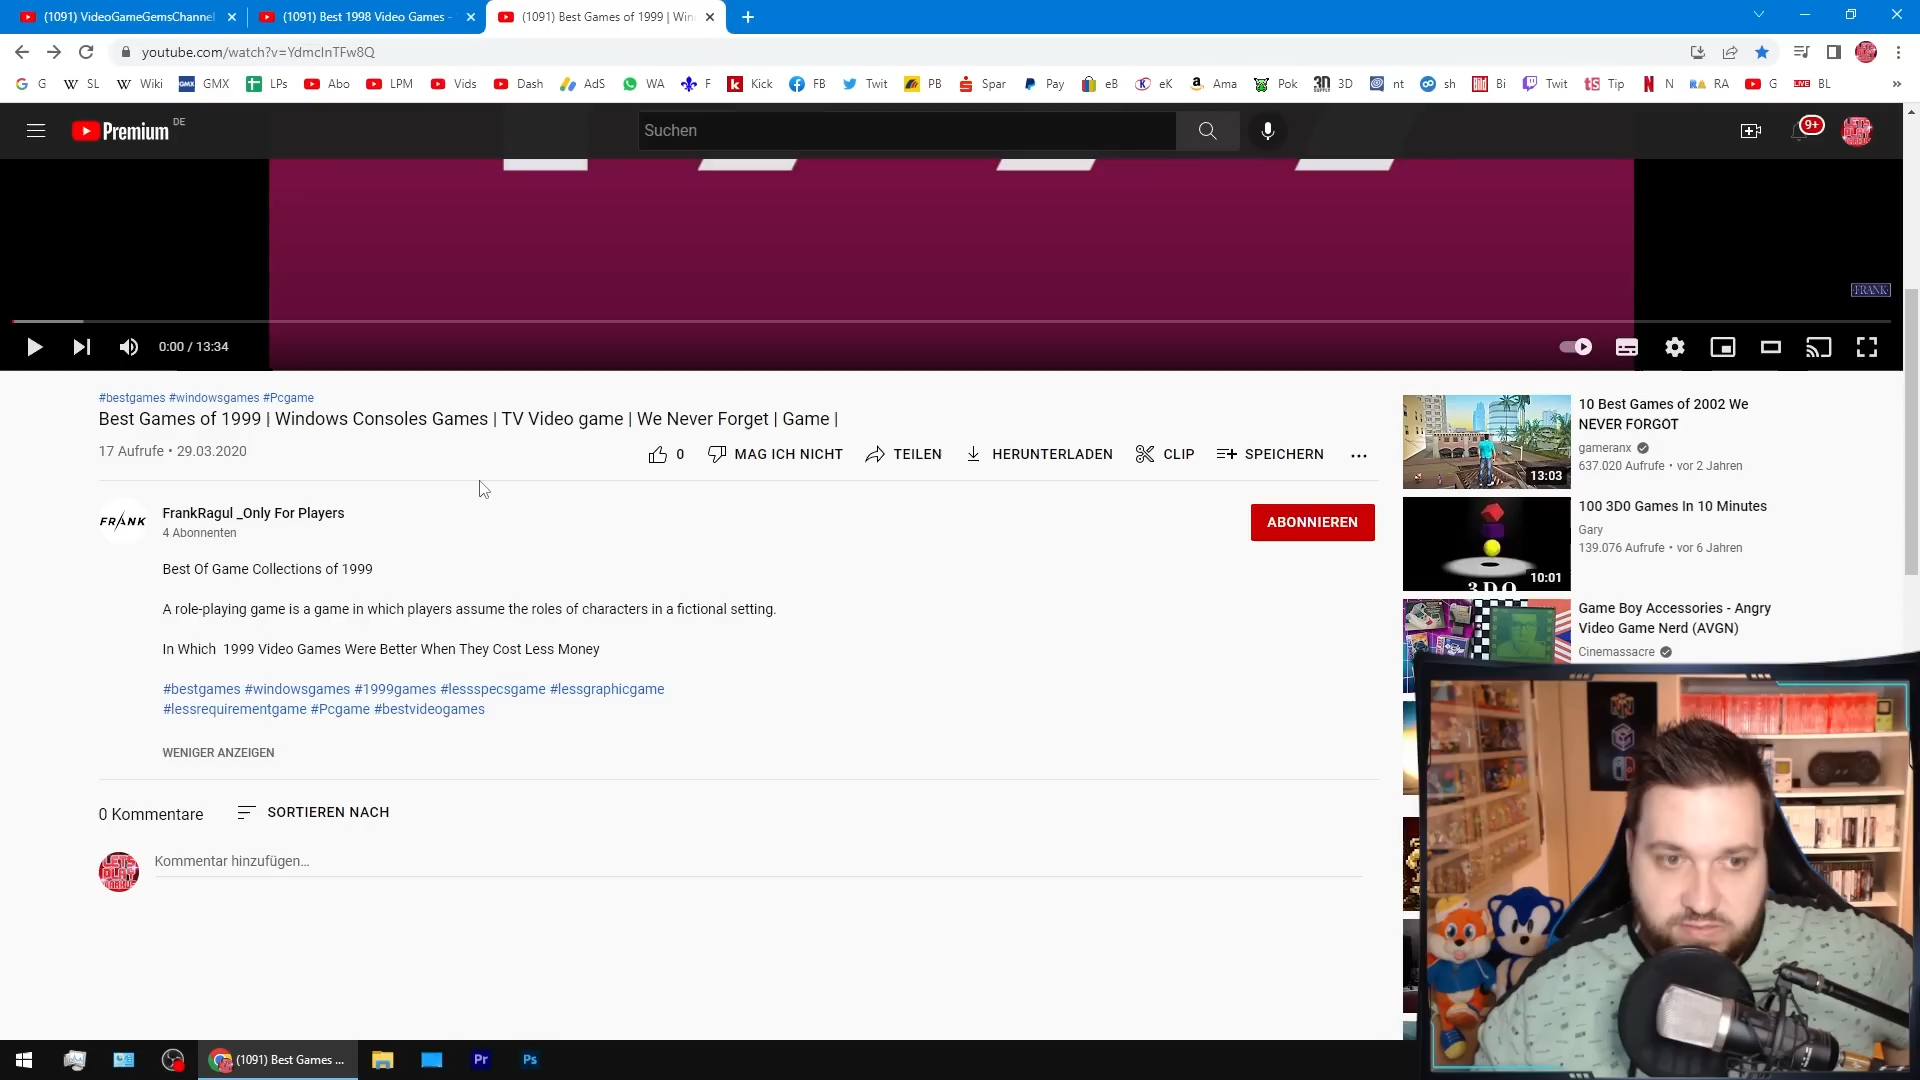 (1091) VideoGameGemsChannel
(1091) Best 1998 Video Games -
(1091) Best Games of 1999 | Win
youtube.com/watch?v=YdmcInTFw8Q
G
SL
Wiki
GMX
LPs
Abo
LPM
Vids
Dash
AdS
WA
F
Kick
FB
Twit
PB
Spar
Pay
eB
eK
Ama
Pok
3D
nt
sh
Bi
Twit
Tip
N
RA
G
BL
Premium DE
Suchen
9+
FRANK
0:00 / 13:34
#bestgames #windowsgames #Pcgame
Best Games of 1999 | Windows Consoles Games | TV Video game | We Never Forget | Game |
17 Aufrufe • 29.03.2020
0
MAG ICH NICHT
TEILEN
HERUNTERLADEN
CLIP
SPEICHERN
FRANK
FrankRagul _Only For Players
4 Abonnenten
ABONNIEREN
Best Of Game Collections of 1999
A role-playing game is a game in which players assume the roles of characters in a fictional setting.
In Which  1999 Video Games Were Better When They Cost Less Money
#bestgames #windowsgames #1999games #lessspecsgame #lessgraphicgame
#lessrequirementgame #Pcgame #bestvideogames
WENIGER ANZEIGEN
0 Kommentare
SORTIEREN NACH
Kommentar hinzufügen...
13:03
10 Best Games of 2002 We
NEVER FORGOT
gameranx
637.020 Aufrufe • vor 2 Jahren
10:01
100 3D0 Games In 10 Minutes
Gary
139.076 Aufrufe • vor 6 Jahren
Game Boy Accessories - Angry
Video Game Nerd (AVGN)
Cinemassacre
(1091) Best Games ...
Pr
Ps